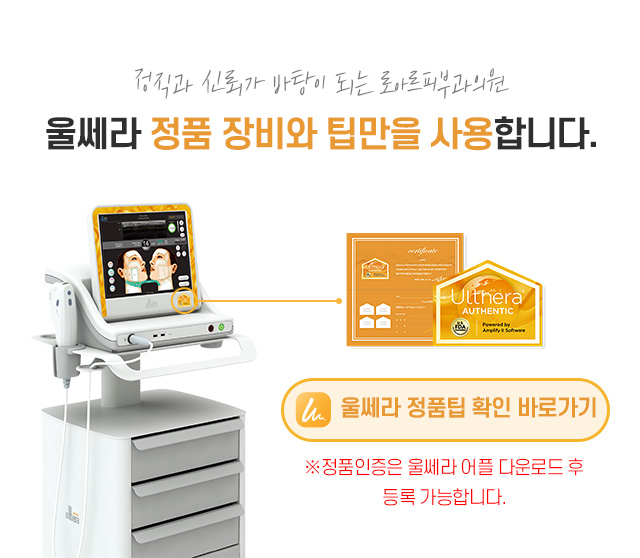 정직과 신뢰가 바탕이 되는 로아르피부과의원
울쎄라 정품 장비와 팁만을 사용합니다.
certificate
Ulthera
AUTHENTIC
Powered by
Amplify II Software
울쎄라 정품팁 확인 바로가기
※정품인증은 울쎄라 어플 다운로드 후
등록 가능합니다.